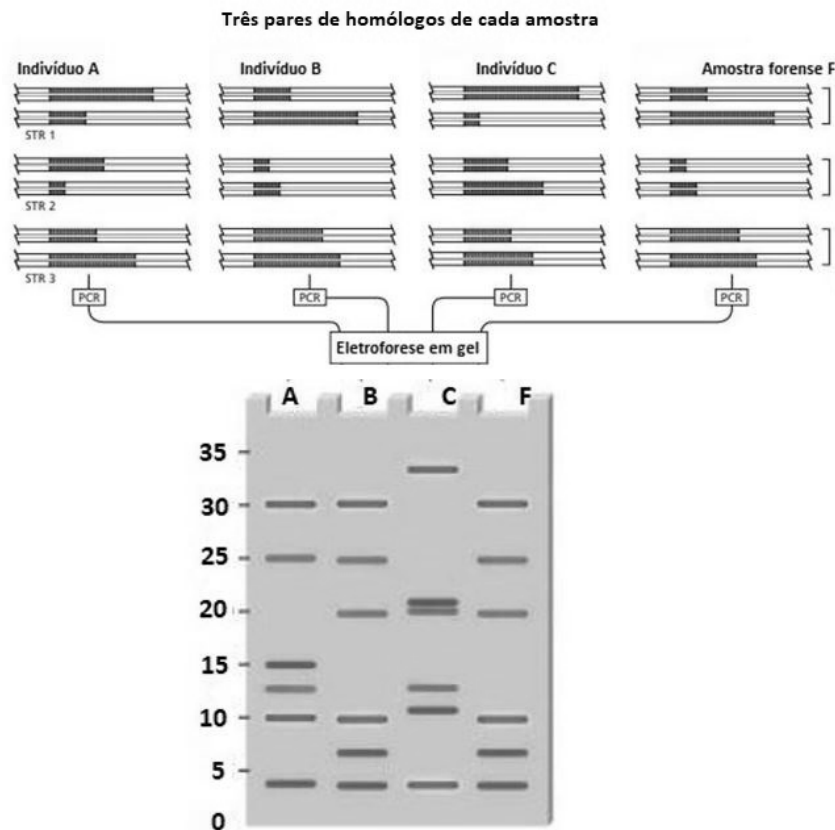 Três pares de homólogos de cada amostra
Indivíduo A Indivíduo B Indivíduo C Amostra forense F
STR 1
STR 2
STR 3
PCR PCR PCR PCR
Eletroforese em gel
A B C F
35
30
25
20
15
10
5
0